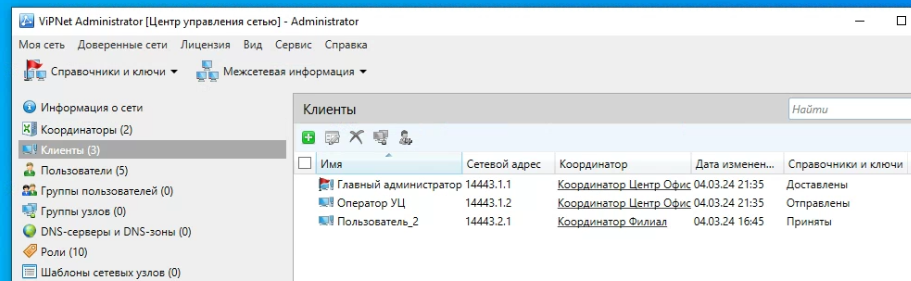 ViPNet Administrator [Центр управления сетью] - Administrator
Моя сеть Доверенные сети Лицензия Вид Сервис Справка
Справочники и ключи Межсетевая информация
Информация о сети
Координаторы (2)
Клиенты (3)
Пользователи (5)
Группы пользователей (0)
Группы узлов (0)
DNS-серверы и DNS-зоны (0)
Роли (10)
Шаблоны сетевых узлов (0)
Клиенты
Найти
Имя Сетевой адрес Координатор Дата изменен... Справочники и ключи
Главный администратор 14443.1.1 Координатор Центр Офис 04.03.24 21:35 Доставлены
Оператор УЦ 14443.1.2 Координатор Центр Офис 04.03.24 21:35 Отправлены
Пользователь_2 14443.2.1 Координатор Филиал 04.03.24 16:45 Приняты